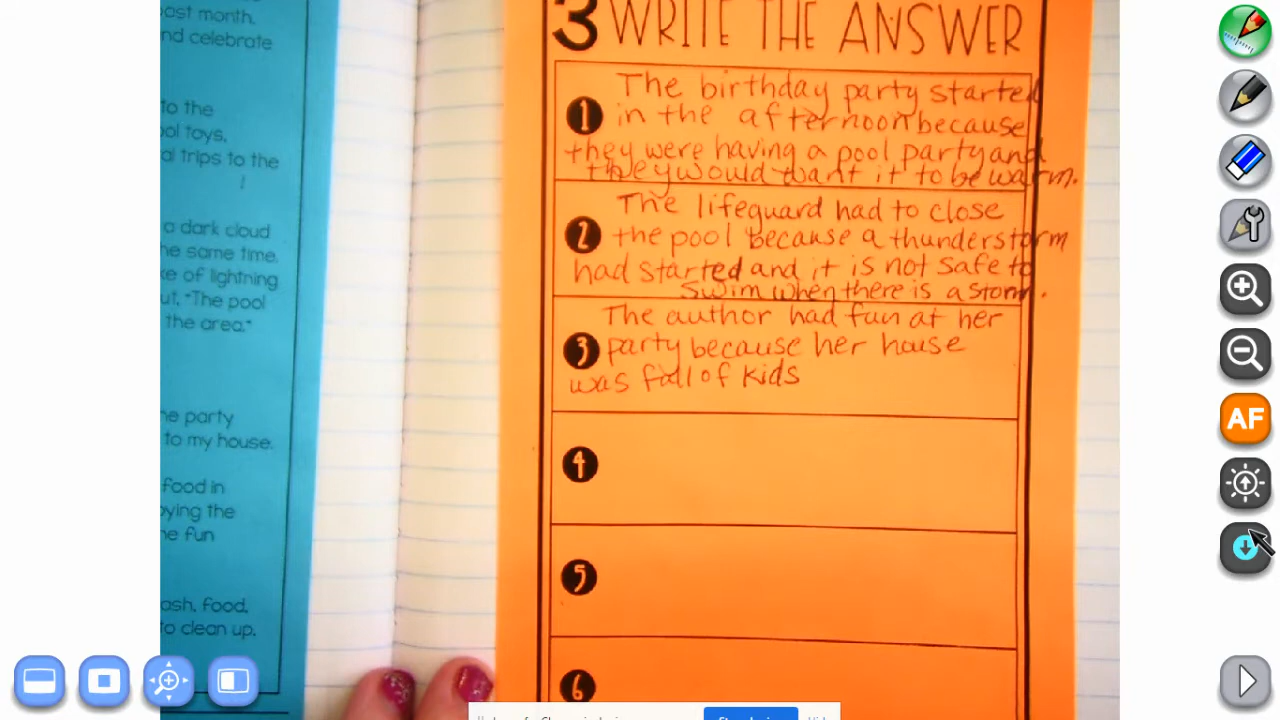 ast month.
nd celebrate
to the
ol toys,
l trips to the
a dark cloud
he same time.
ke of lightning
ut, "The pool
the area."
he party
to my house.
food in
ying the
e fun
ash, food,
to clean up.
3 WRITE THE ANSWER
1 The birthday party started
in the afternoon because
they were having a pool party and
they would want it to be warm.
2 The lifeguard had to close
the pool because a thunderstorm
had started and it is not safe to
swim when there is a storm.
3 The author had fun at her
party because her house
was full of kids
4
5
6
AF